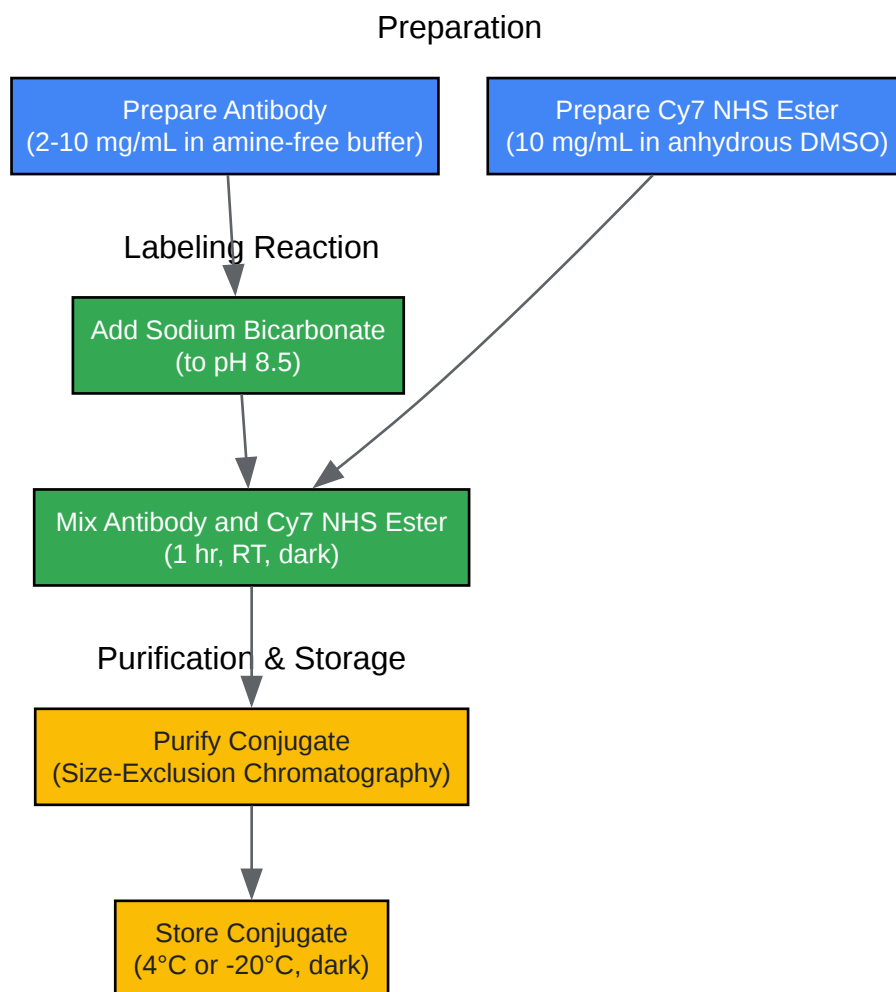 Preparation
Prepare Antibody
(2-10 mg/mL in amine-free buffer)
Prepare Cy7 NHS Ester
(10 mg/mL in anhydrous DMSO)
Labeling Reaction
Add Sodium Bicarbonate
(to pH 8.5)
Mix Antibody and Cy7 NHS Ester
(1 hr, RT, dark)
Purification & Storage
Purify Conjugate
(Size-Exclusion Chromatography)
Store Conjugate
(4°C or -20°C, dark)